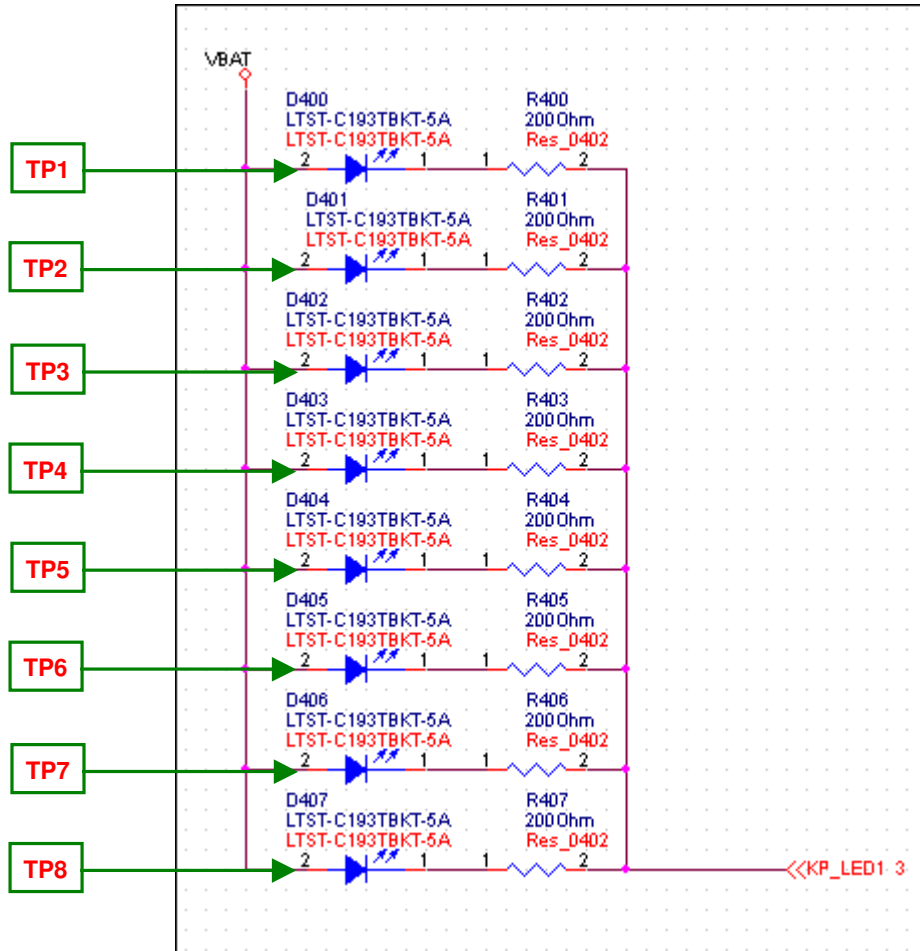 VBAT
D400 R400
LTST-C193TBKT-5A 200Ohm
LTST-C193TBKT-5A Res_0402
TP1 2 1 1 2
D401 R401
LTST-C193TBKT-5A 200Ohm
LTST-C193TBKT-5A Res_0402
TP2 2 1 1 2
D402 R402
LTST-C193TBKT-5A 200Ohm
LTST-C193TBKT-5A Res_0402
TP3 2 1 1 2
D403 R403
LTST-C193TBKT-5A 200Ohm
LTST-C193TBKT-5A Res_0402
TP4 2 1 1 2
D404 R404
LTST-C193TBKT-5A 200Ohm
LTST-C193TBKT-5A Res_0402
TP5 2 1 1 2
D405 R405
LTST-C193TBKT-5A 200Ohm
LTST-C193TBKT-5A Res_0402
TP6 2 1 1 2
D406 R406
LTST-C193TBKT-5A 200Ohm
LTST-C193TBKT-5A Res_0402
TP7 2 1 1 2
D407 R407
LTST-C193TBKT-5A 200Ohm
LTST-C193TBKT-5A Res_0402
TP8 2 1 1 2 KP_LED1 3